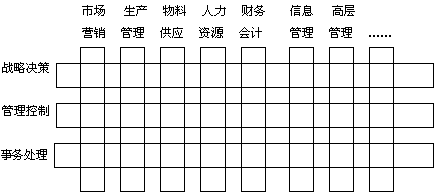 市场 生产 物料 人力 财务 信息 高层
营销 管理 供应 资源 会计 管理 管理 ……
战略决策
管理控制
事务处理